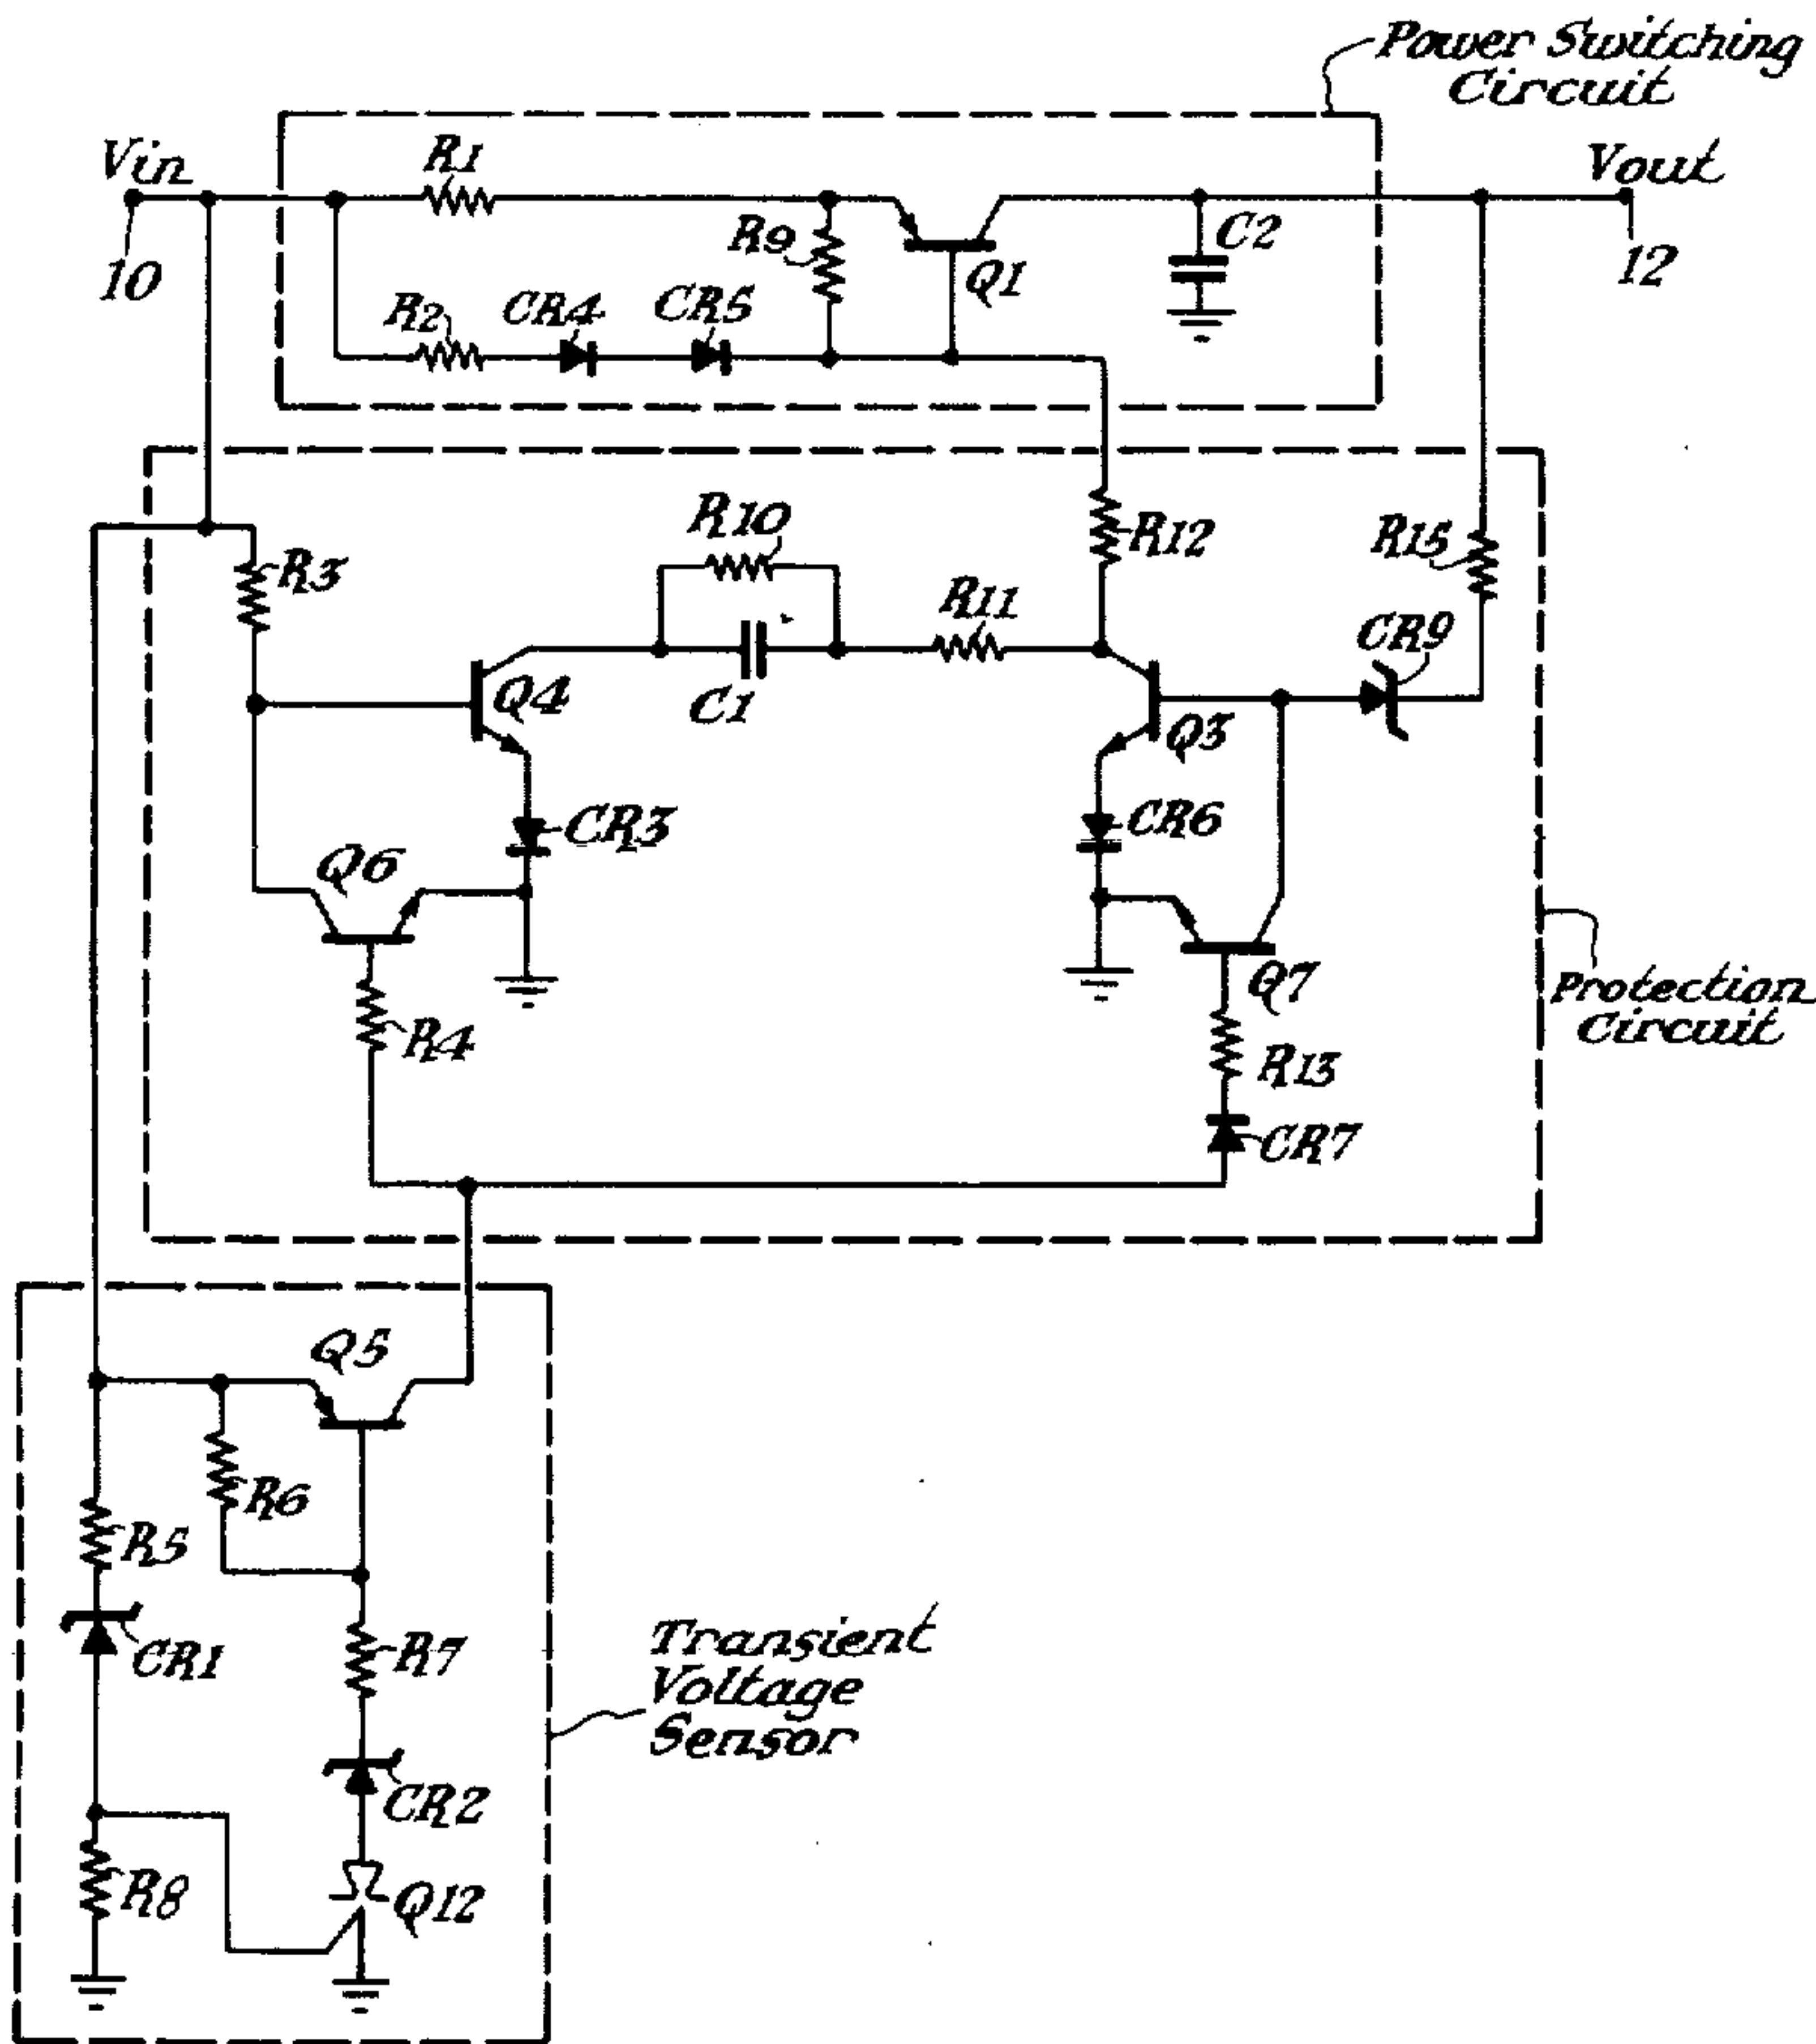 Power Switching
Circuit
Vin
R1
Vout
10
R9
Q1
C2
12
R2
CR4
CR5
R10
R12
R15
R3
R11
CR9
Q4
C1
Q3
CR3
CR6
Q6
Q7
Protection
Circuit
R4
R13
CR7
Q5
R6
R5
CR1
R7
Transient
Voltage
Sensor
CR2
R8
Q12